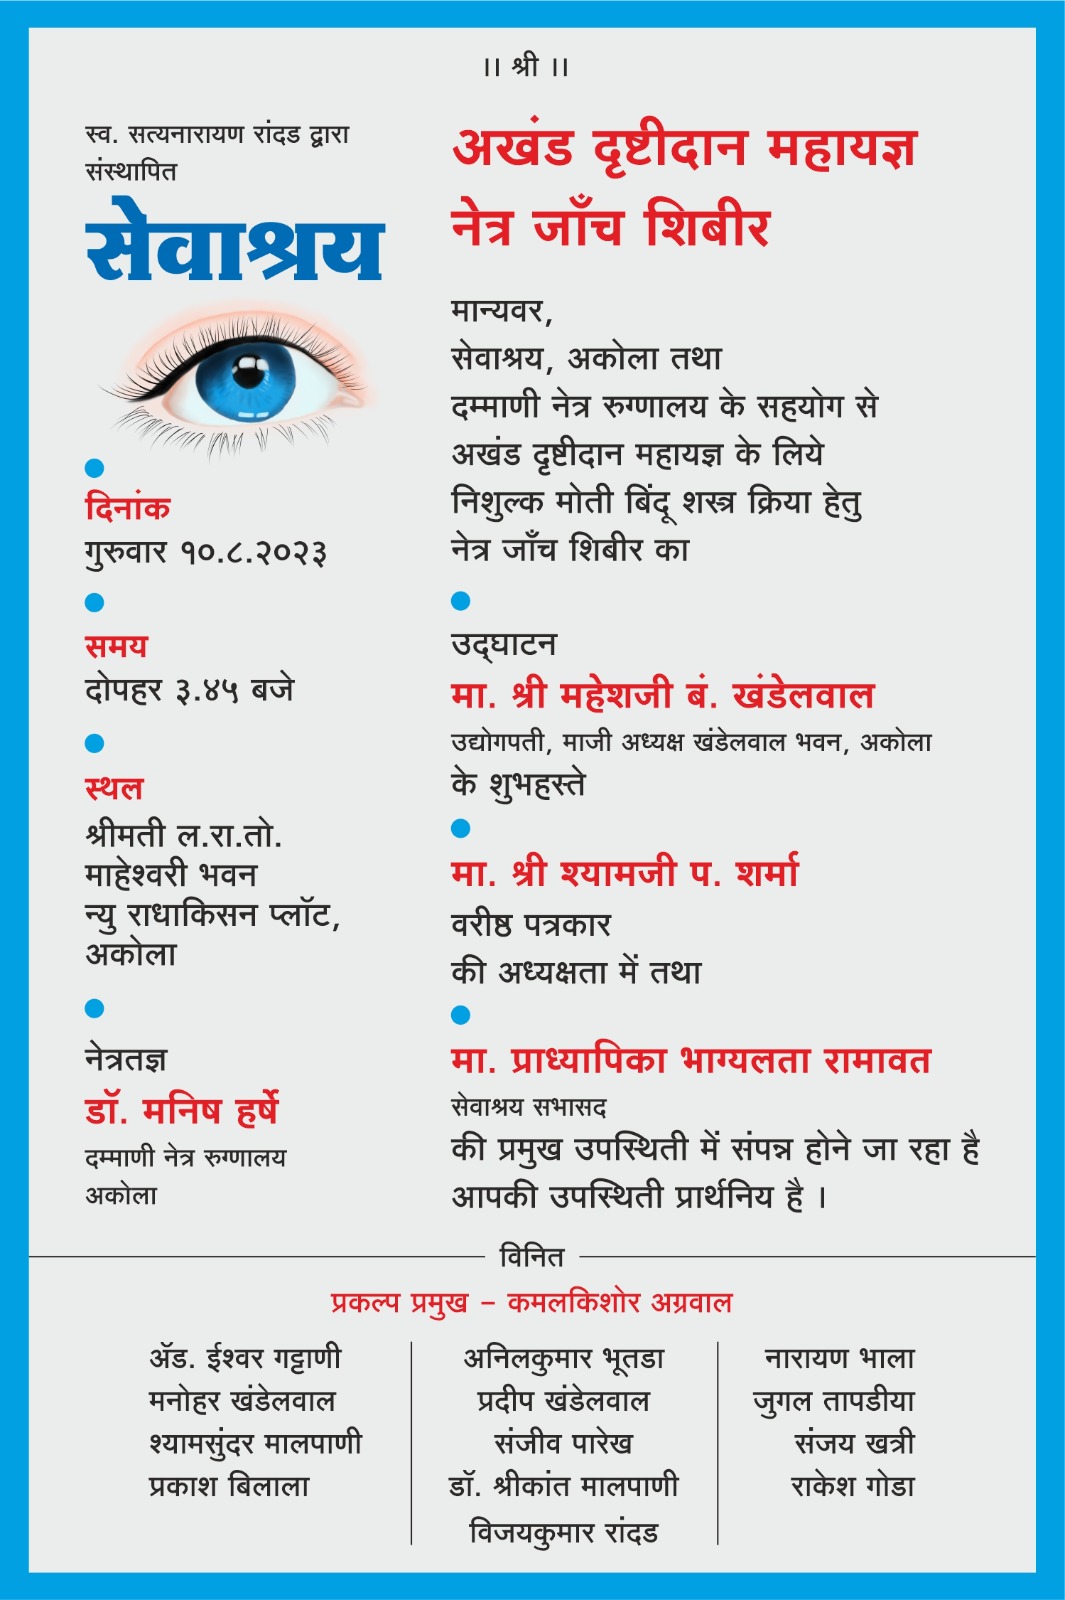 ।। श्री ।।
स्व. सत्यनारायण रांदड द्वारा
संस्थापित
सेवाश्रय
दिनांक
गुरुवार १०.८.२०२३
समय
दोपहर ३.४५ बजे
स्थल
श्रीमती ल.रा.तो.
माहेश्वरी भवन
न्यु राधाकिसन प्लॉट,
अकोला
नेत्रतज्ञ
डॉ. मनिष हर्षे
दम्माणी नेत्र रुग्णालय
अकोला
अखंड दृष्टीदान महायज्ञ
नेत्र जाँच शिबीर
मान्यवर,
सेवाश्रय, अकोला तथा
दम्माणी नेत्र रुग्णालय के सहयोग से
अखंड दृष्टीदान महायज्ञ के लिये
निशुल्क मोती बिंदू शस्त्र क्रिया हेतु
नेत्र जाँच शिबीर का
उद्‌घाटन
मा. श्री महेशजी बं. खंडेलवाल
उद्योगपती, माजी अध्यक्ष खंडेलवाल भवन, अकोला
के शुभहस्ते
मा. श्री श्यामजी प. शर्मा
वरीष्ठ पत्रकार
की अध्यक्षता में तथा
मा. प्राध्यापिका भाग्यलता रामावत
सेवाश्रय सभासद
की प्रमुख उपस्थिती में संपन्न होने जा रहा है
आपकी उपस्थिती प्रार्थनिय है ।
विनित
प्रकल्प प्रमुख – कमलकिशोर अग्रवाल
ॲड. ईश्वर गट्टाणी
मनोहर खंडेलवाल
श्यामसुंदर मालपाणी
प्रकाश बिलाला
अनिलकुमार भूतडा
प्रदीप खंडेलवाल
संजीव पारेख
डॉ. श्रीकांत मालपाणी
विजयकुमार रांदड
नारायण भाला
जुगल तापडीया
संजय खत्री
राकेश गोडा